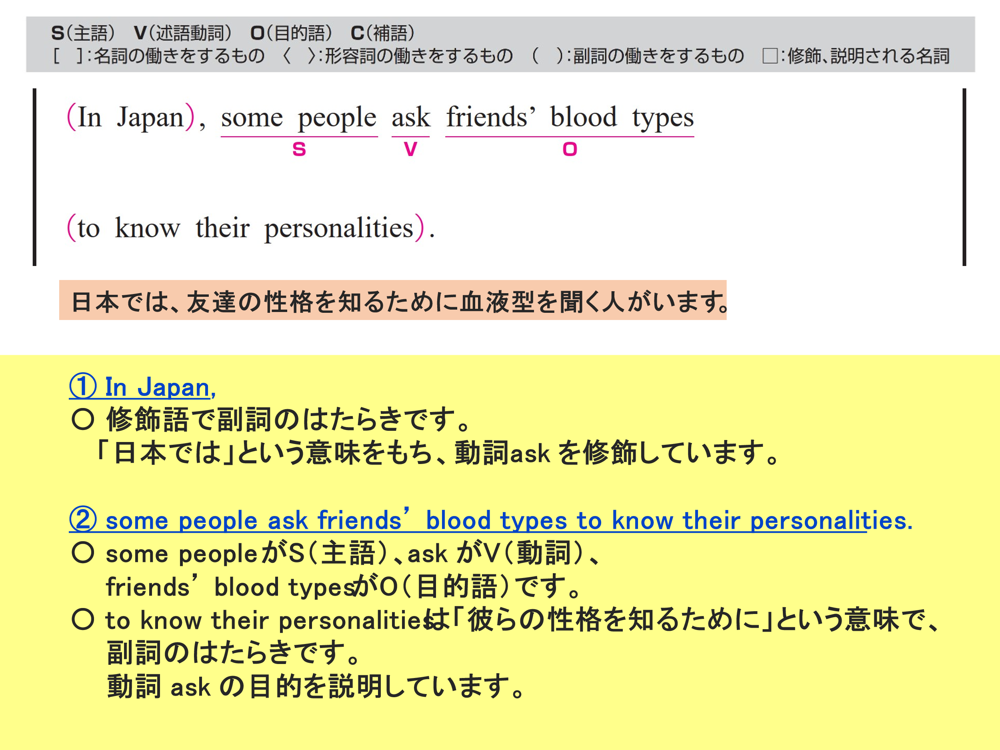 S(主語) V(述語動詞) O(目的語) C(補語)
[ ]:名詞の働きをするもの 〈 〉:形容詞の働きをするもの ( ):副詞の働きをするもの □:修飾、説明される名詞
(In Japan), some people ask friends’ blood types
S V O
(to know their personalities).
日本では、友達の性格を知るために血液型を聞く人がいます。
① In Japan,
○ 修飾語で副詞のはたらきです。
「日本では」という意味をもち、動詞ask を修飾しています。
② some people ask friends’ blood types to know their personalities.
○ some peopleがS(主語)、ask がV(動詞)、
friends’ blood typesがO(目的語)です。
○ to know their personalitiesは「彼らの性格を知るために」という意味で、
副詞のはたらきです。
動詞 ask の目的を説明しています。